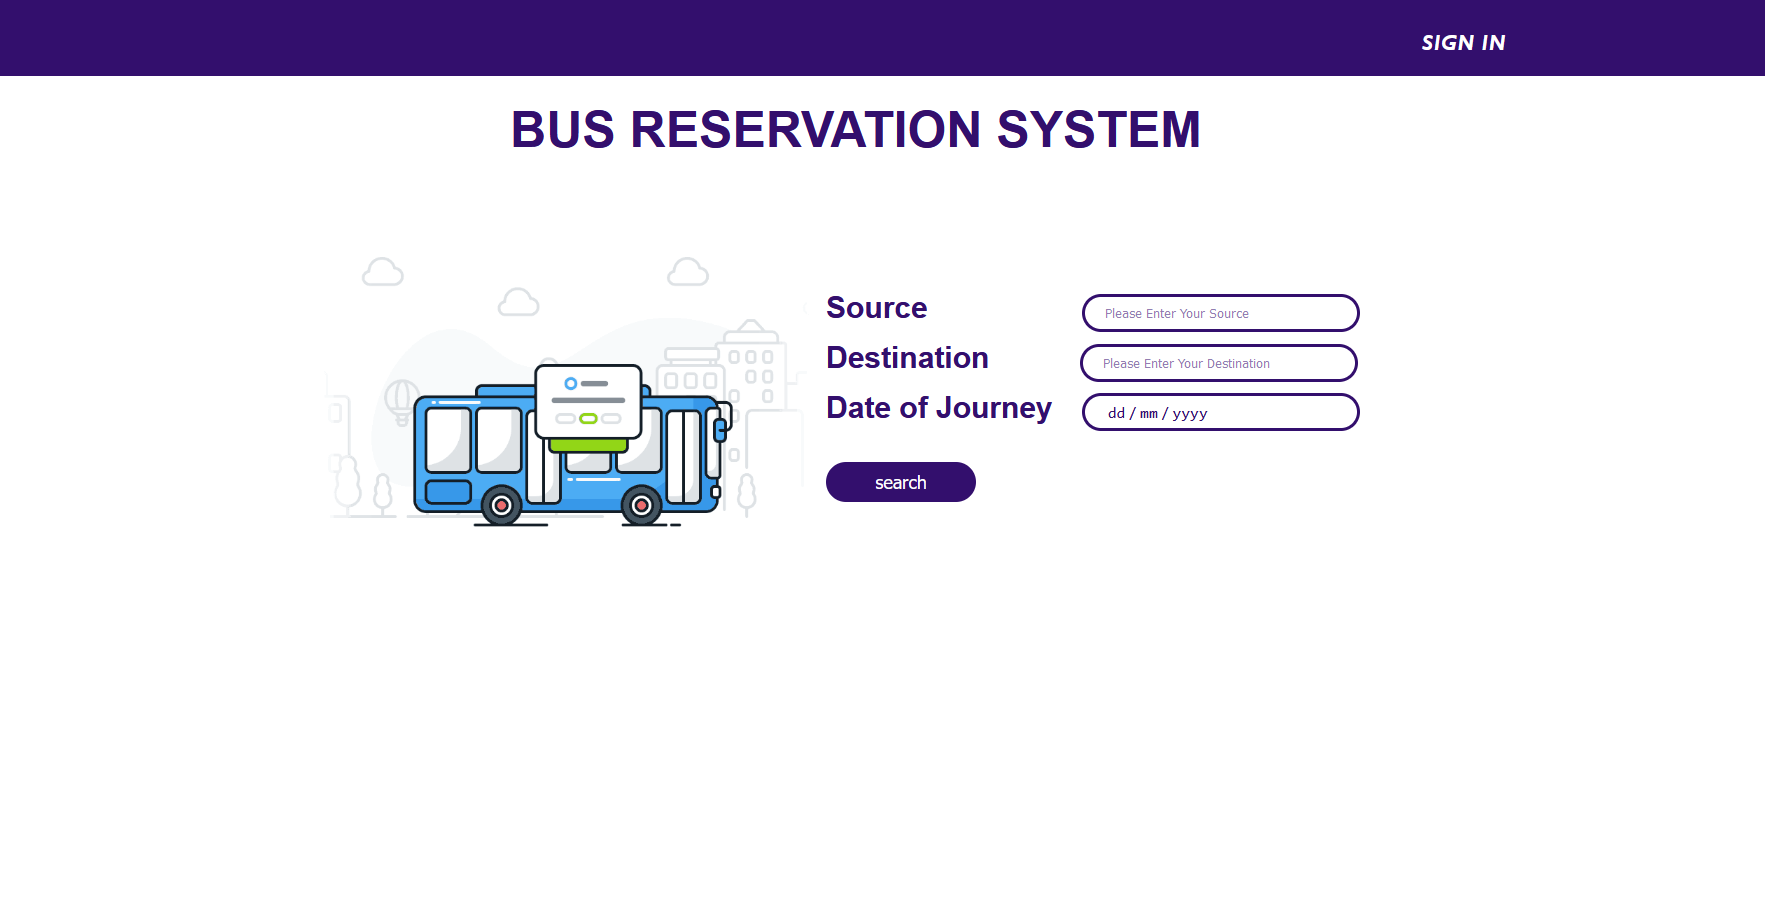 SIGN IN
BUS RESERVATION SYSTEM
Source
Please Enter Your Source
Destination
Please Enter Your Destination
Date of Journey
dd / mm / yyyy
search